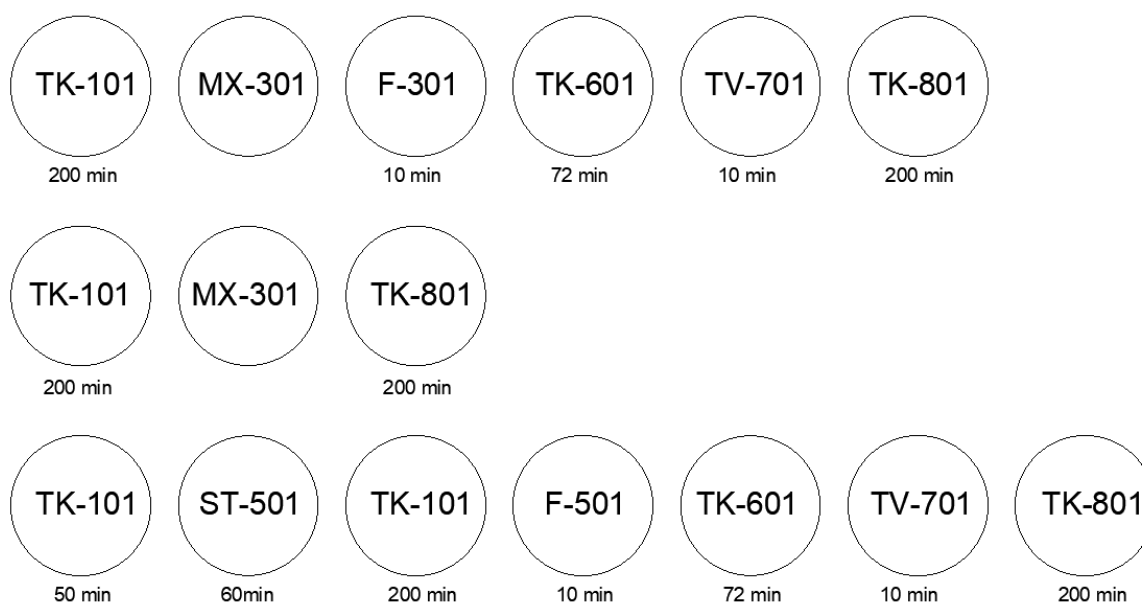 TK-101 MX-301 F-301 TK-601 TV-701 TK-801
200 min 10 min 72 min 10 min 200 min
TK-101 MX-301 TK-801
200 min 200 min
TK-101 ST-501 TK-101 F-501 TK-601 TV-701 TK-801
50 min 60min 200 min 10 min 72 min 10 min 200 min